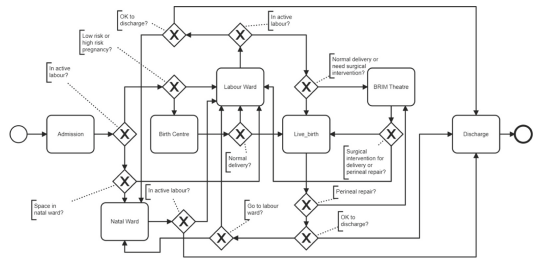 OK to
discharge?
In active
labour?
Low risk or
high risk
pregnancy?
In active
labour?
Normal delivery or
need surgical
intervention?
Labour Ward
BRIM Theatre
Admission
Birth Centre
Live_birth
Discharge
Normal
delivery?
Surgical
intervention for
delivery or
perineal repair?
Space in
natal ward?
In active labour?
Perineal repair?
Natal Ward
Go to labour
ward?
OK to
discharge?